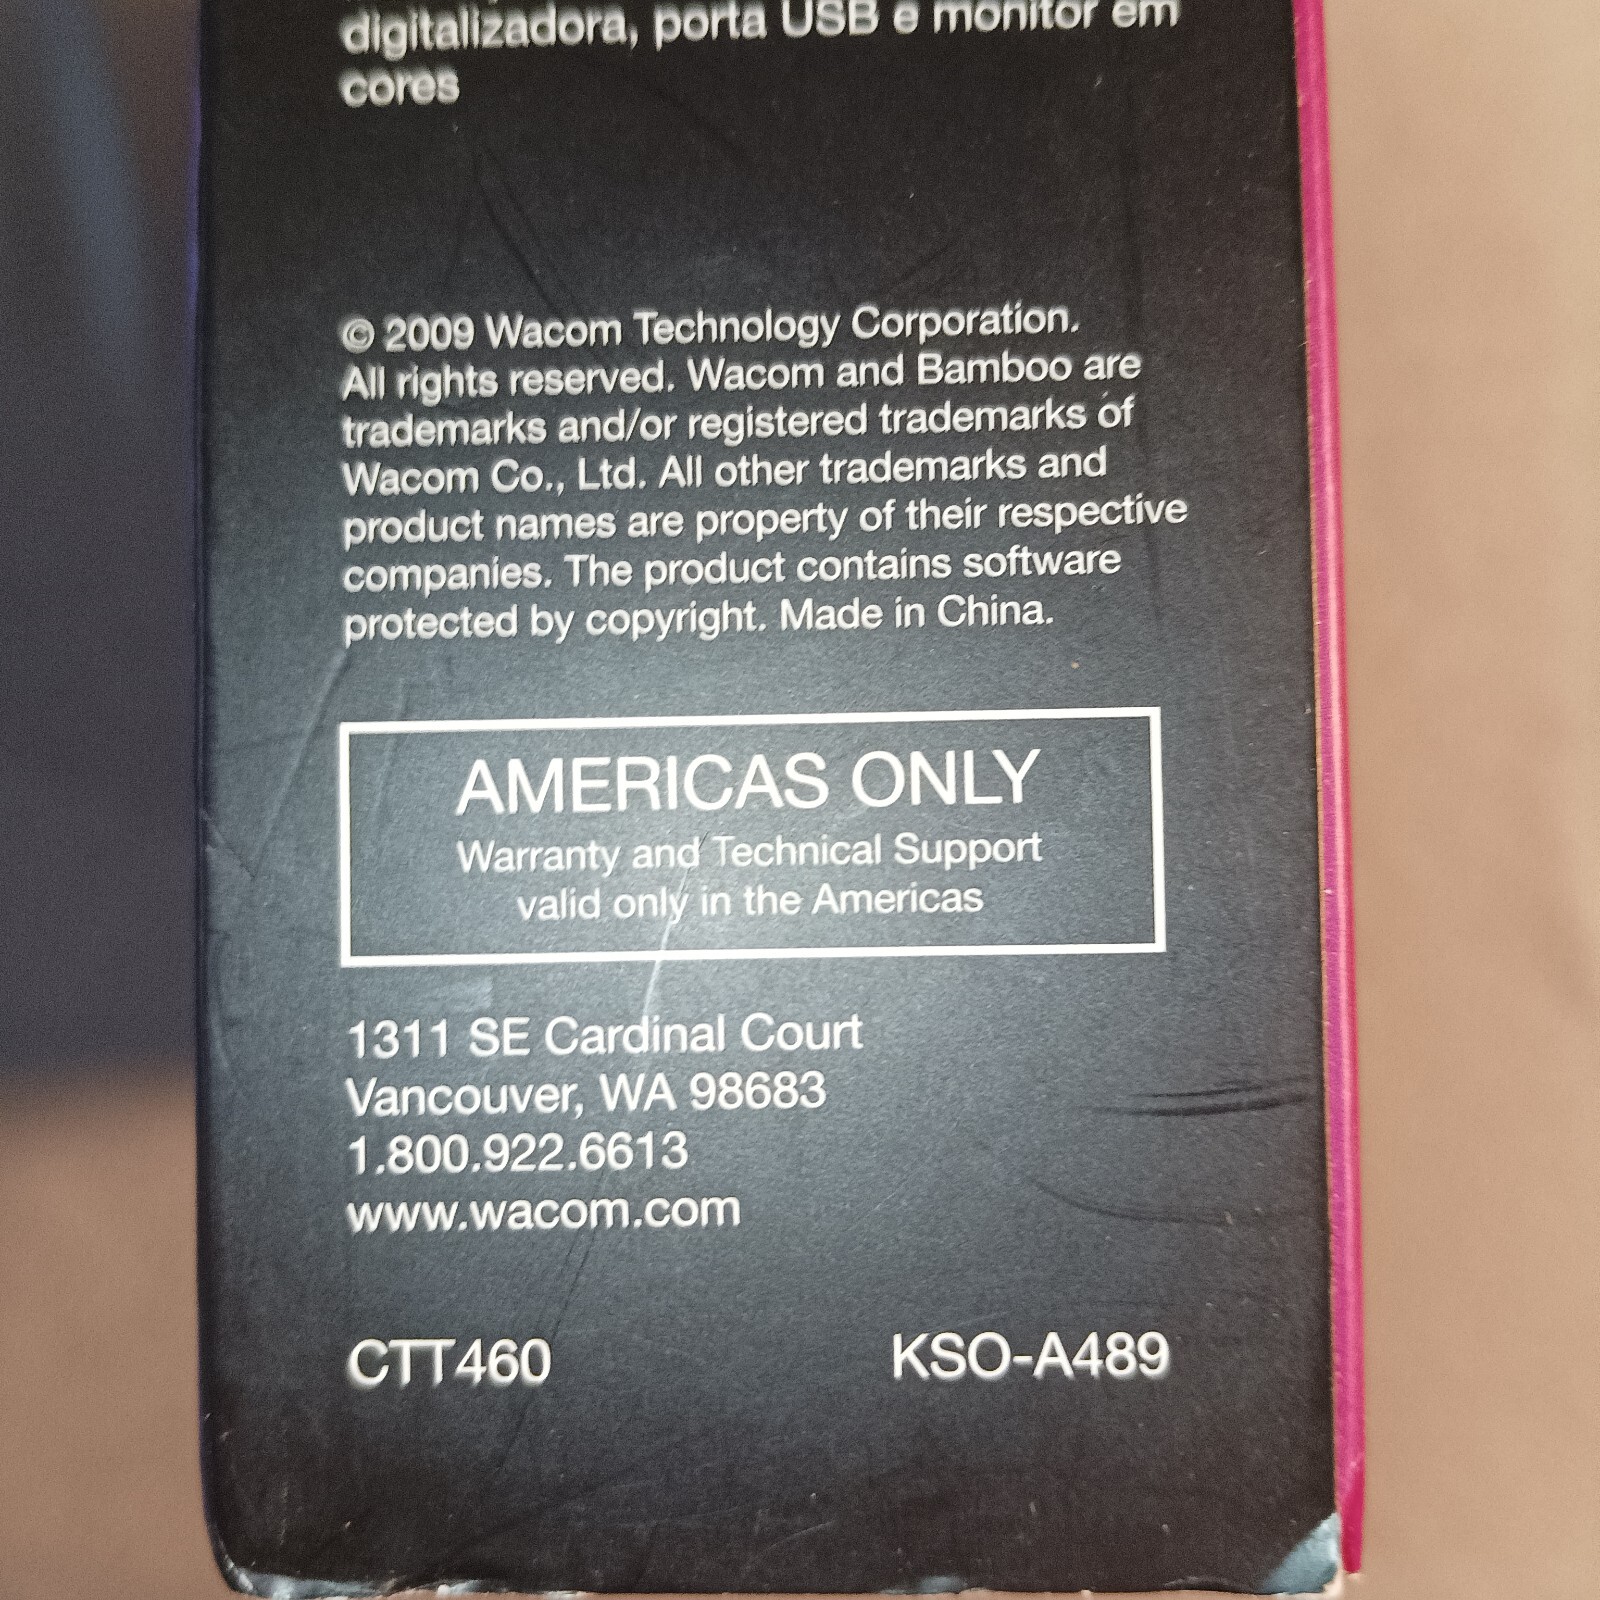 digitalizadora, porta USB e monitor em
cores
© 2009 Wacom Technology Corporation.
All rights reserved. Wacom and Bamboo are
trademarks and/or registered trademarks of
Wacom Co., Ltd. All other trademarks and
product names are property of their respective
companies. The product contains software
protected by copyright. Made in China.
AMERICAS ONLY
Warranty and Technical Support
valid only in the Americas
1311 SE Cardinal Court
Vancouver, WA 98683
1.800.922.6613
www.wacom.com
CTT460 KSO-A489